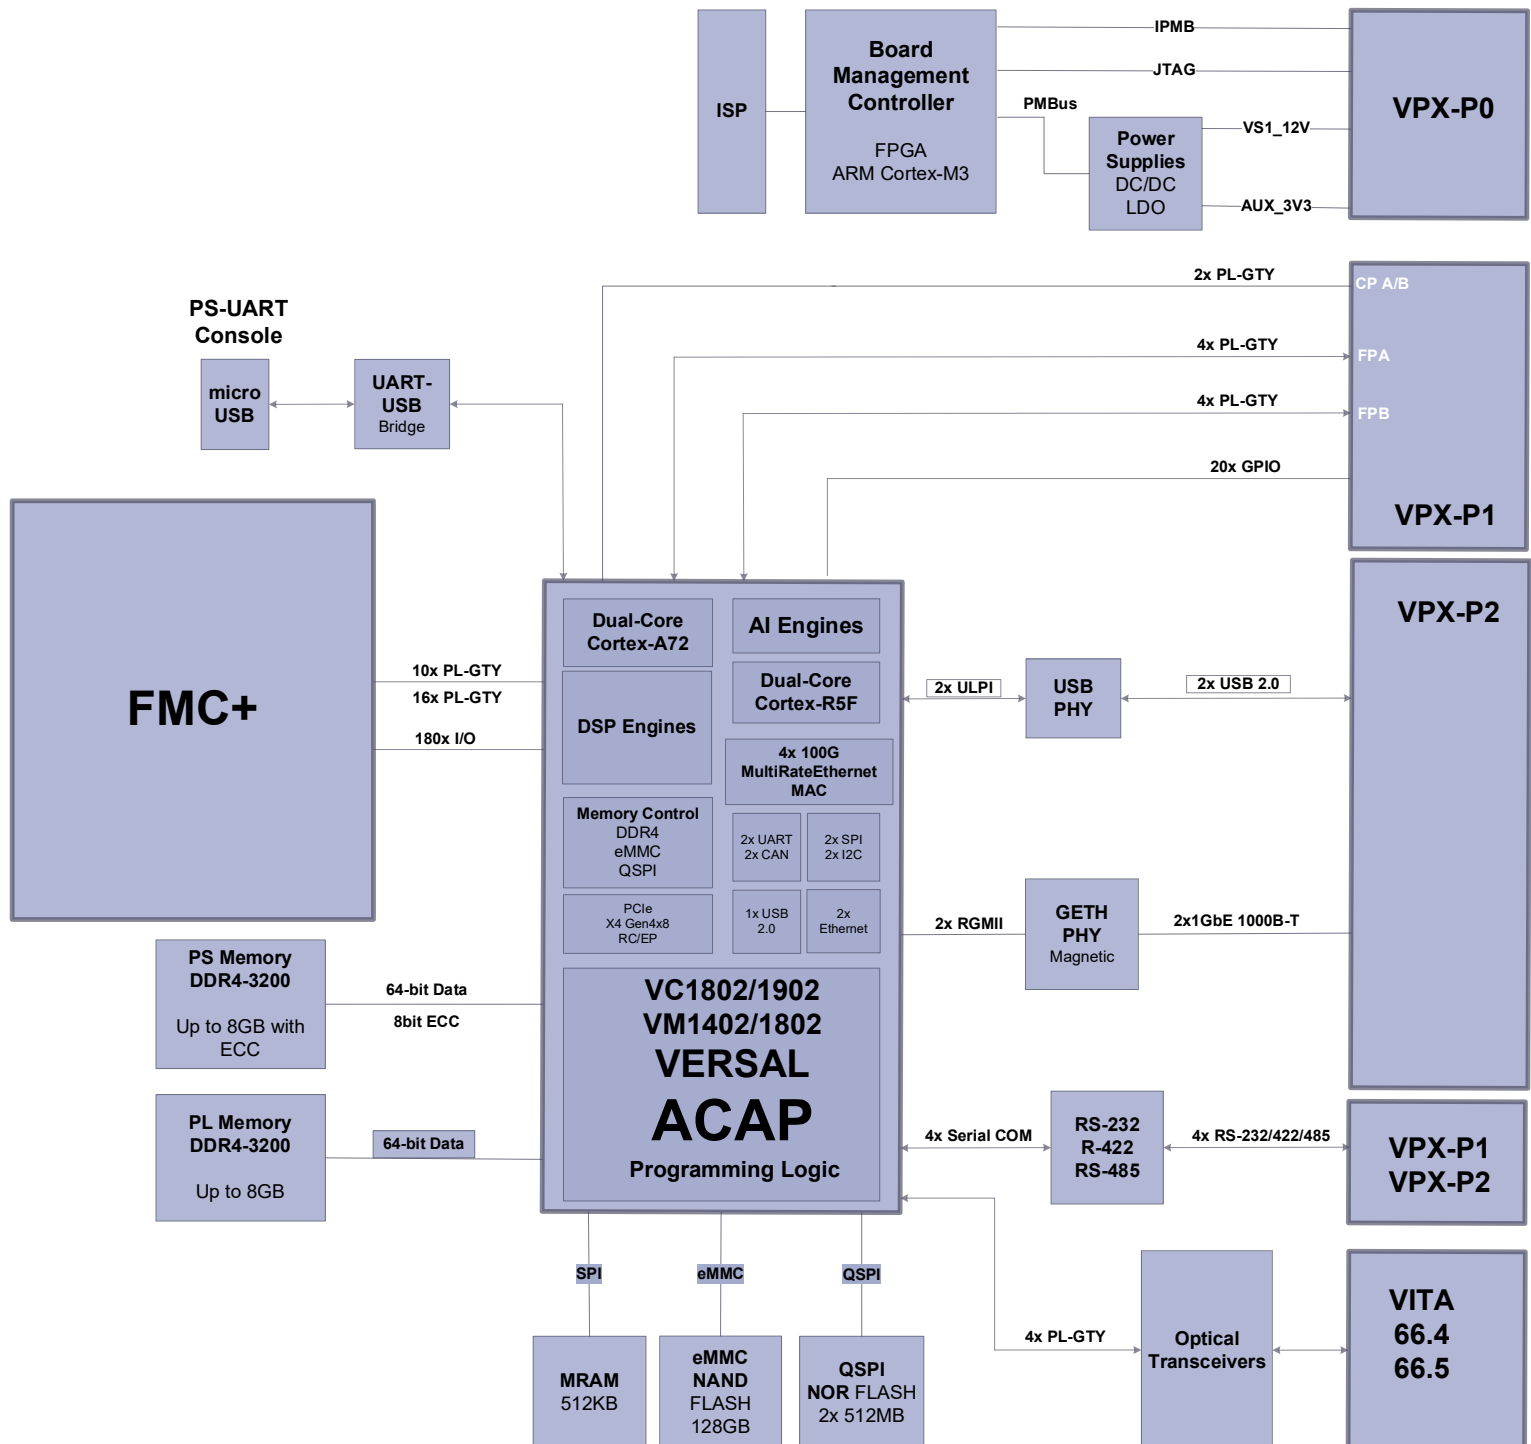 ISP
Board
Management
Controller
FPGA
ARM Cortex-M3
IPMB
JTAG
PMBus
Power
Supplies
DC/DC
LDO
VS1_12V
AUX_3V3
VPX-P0
2x PL-GTY
CP A/B
4x PL-GTY
FPA
4x PL-GTY
FPB
20x GPIO
VPX-P1
PS-UART
Console
micro
USB
UART-
USB
Bridge
FMC+
10x PL-GTY
16x PL-GTY
180x I/O
Dual-Core
Cortex-A72
AI Engines
DSP Engines
Dual-Core
Cortex-R5F
4x 100G
MultiRateEthernet
MAC
Memory Control
DDR4
eMMC
QSPI
2x UART
2x CAN
2x SPI
2x I2C
PCIe
X4 Gen4x8
RC/EP
1x USB
2.0
2x
Ethernet
VC1802/1902
VM1402/1802
VERSAL
ACAP
Programming Logic
2x ULPI
USB
PHY
2x USB 2.0
VPX-P2
2x RGMII
GETH
PHY
Magnetic
2x1GbE 1000B-T
PS Memory
DDR4-3200
Up to 8GB with
ECC
64-bit Data
8bit ECC
PL Memory
DDR4-3200
Up to 8GB
64-bit Data
4x Serial COM
RS-232
R-422
RS-485
4x RS-232/422/485
VPX-P1
VPX-P2
SPI
eMMC
QSPI
MRAM
512KB
eMMC
NAND
FLASH
128GB
QSPI
NOR FLASH
2x 512MB
4x PL-GTY
Optical
Transceivers
VITA
66.4
66.5